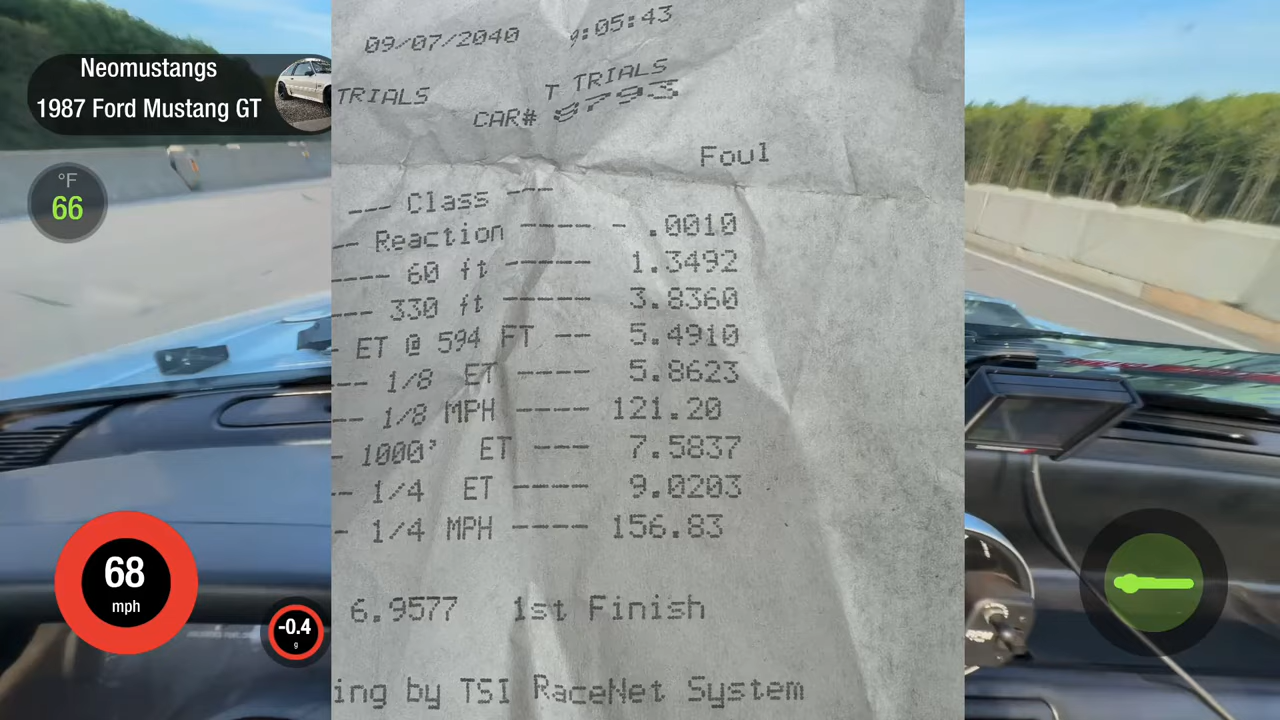 Neomustangs
1987 Ford Mustang GT
°F
66
68
mph
-0.4
g
09/07/2040 9:05:43
TRIALS T TRIALS
CAR# 8793
Foul
--- Class ---
-- Reaction ---- - .0010
---- 60 ft ----- 1.3492
--- 330 ft ----- 3.8360
- ET @ 594 FT -- 5.4910
--- 1/8 ET ---- 5.8623
-- 1/8 MPH ---- 121.20
- 1000' ET --- 7.5837
-- 1/4 ET ---- 9.0203
- 1/4 MPH ---- 156.83
6.9577 1st Finish
ing by TSI RaceNet System